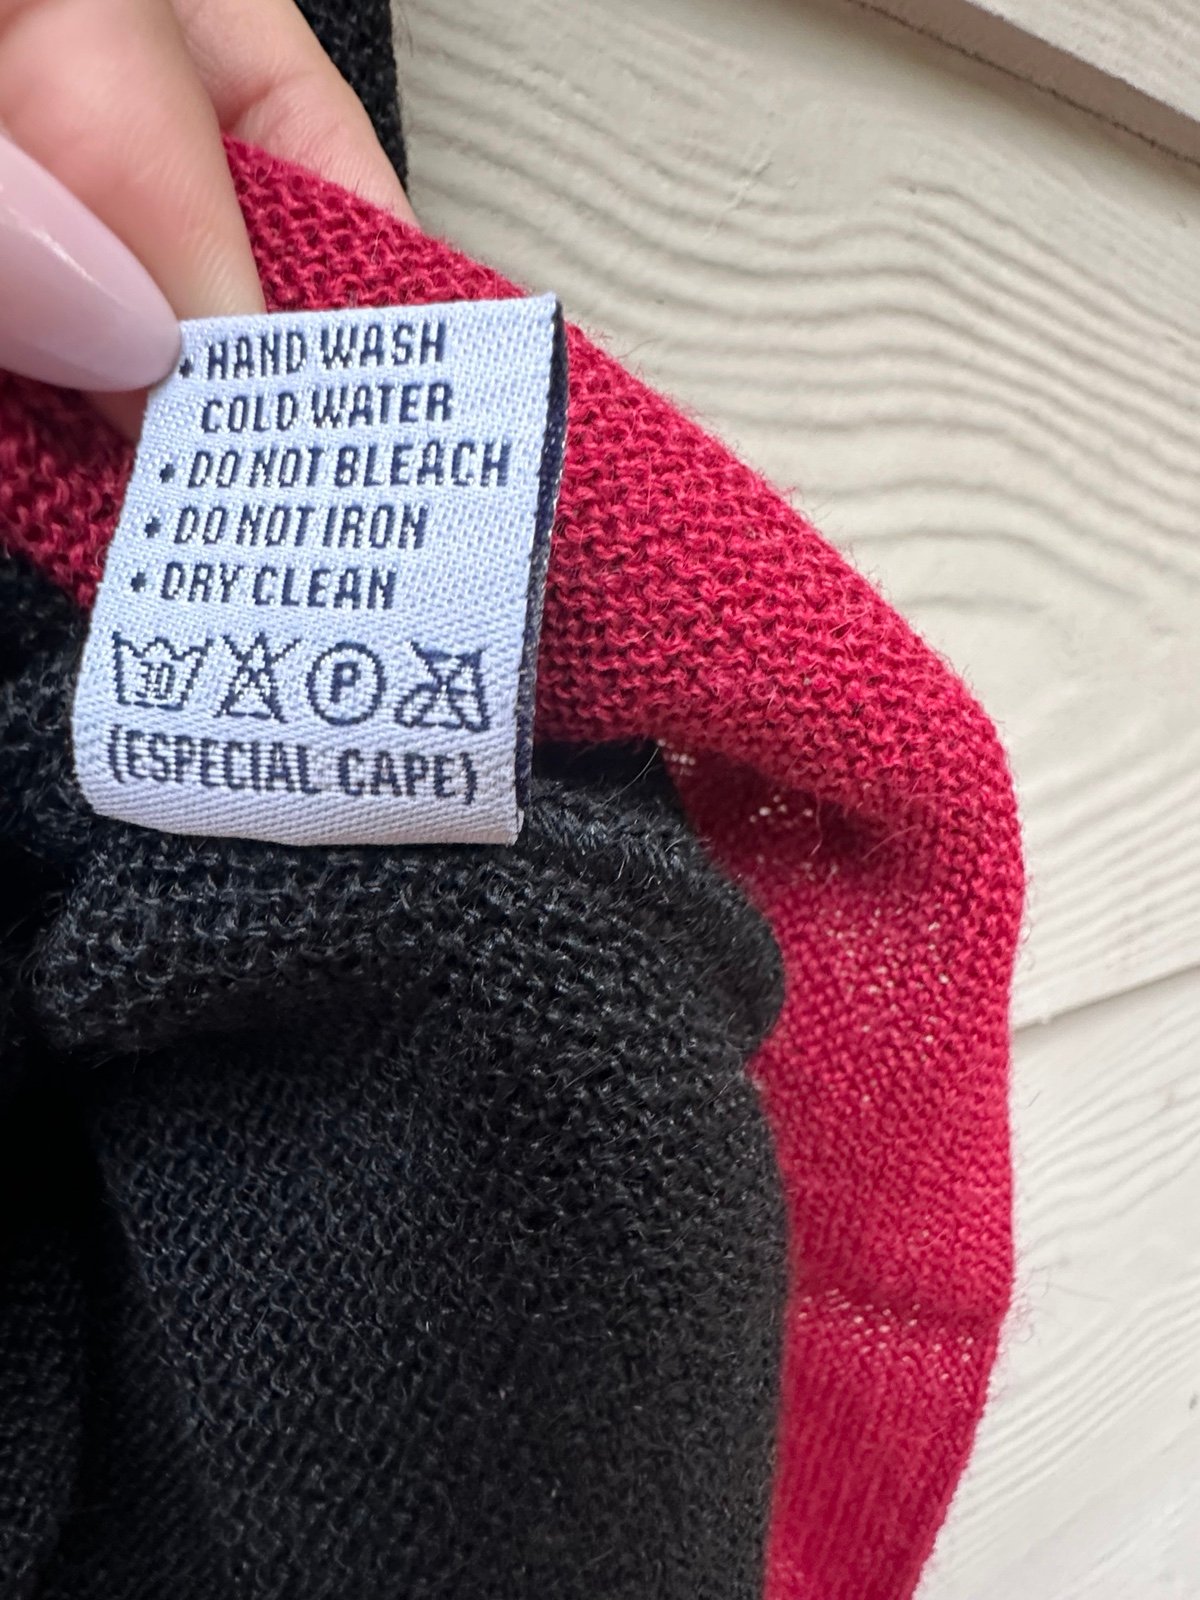 • HAND WASH
COLD WATER
• DO NOT BLEACH
• DO NOT IRON
• DRY CLEAN
30 P
(ESPECIAL CAPE)